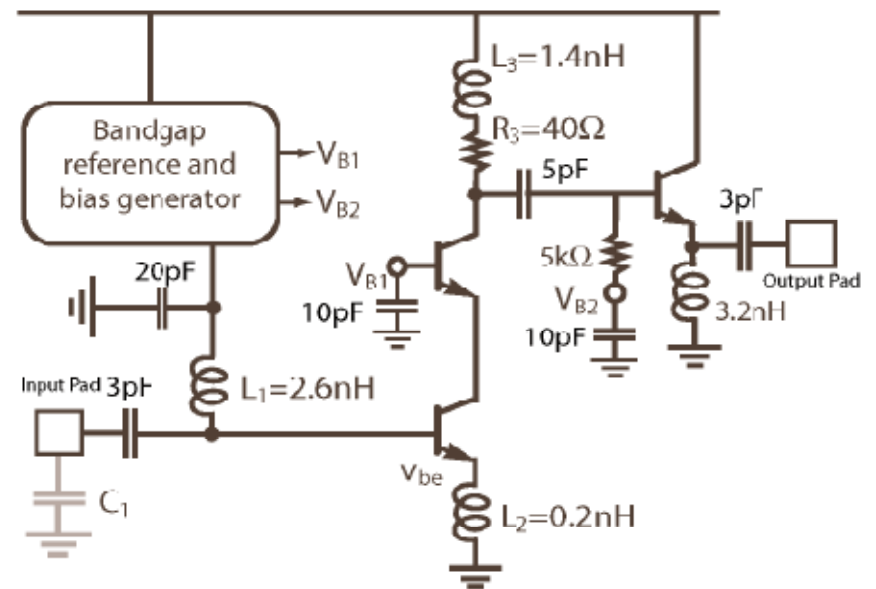 L3=1.4nH
Bandgap
reference and
bias generator
R3=40Ω
VB1
VB2
5pF
3pF
20pF
VB1
10pF
5kΩ
VB2
10pF
Output Pad
3.2nH
Input Pad
3pF
L1=2.6nH
vbe
C1
L2=0.2nH